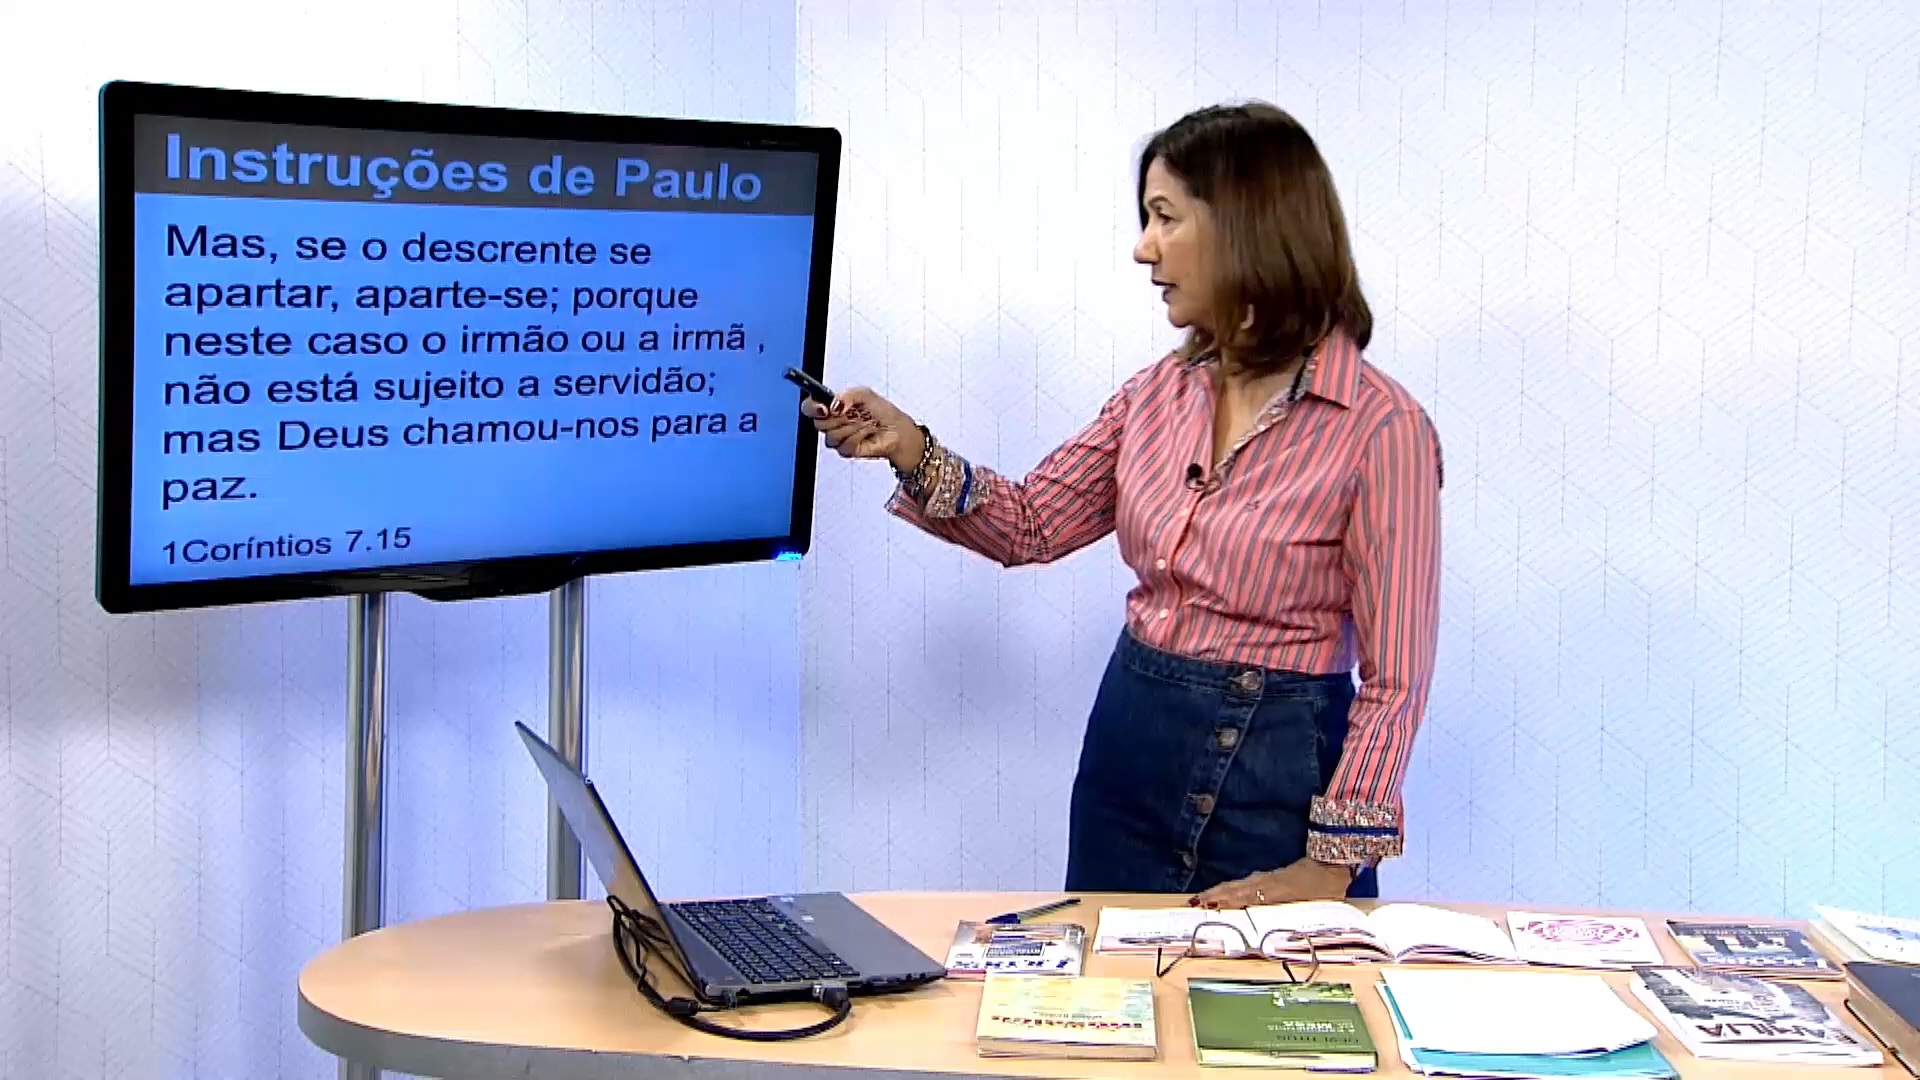 Instruções de Paulo
Mas, se o descrente se
apartar, aparte-se; porque
neste caso o irmão ou a irmã ,
não está sujeito a servidão;
mas Deus chamou-nos para a
paz.
1Coríntios 7.15